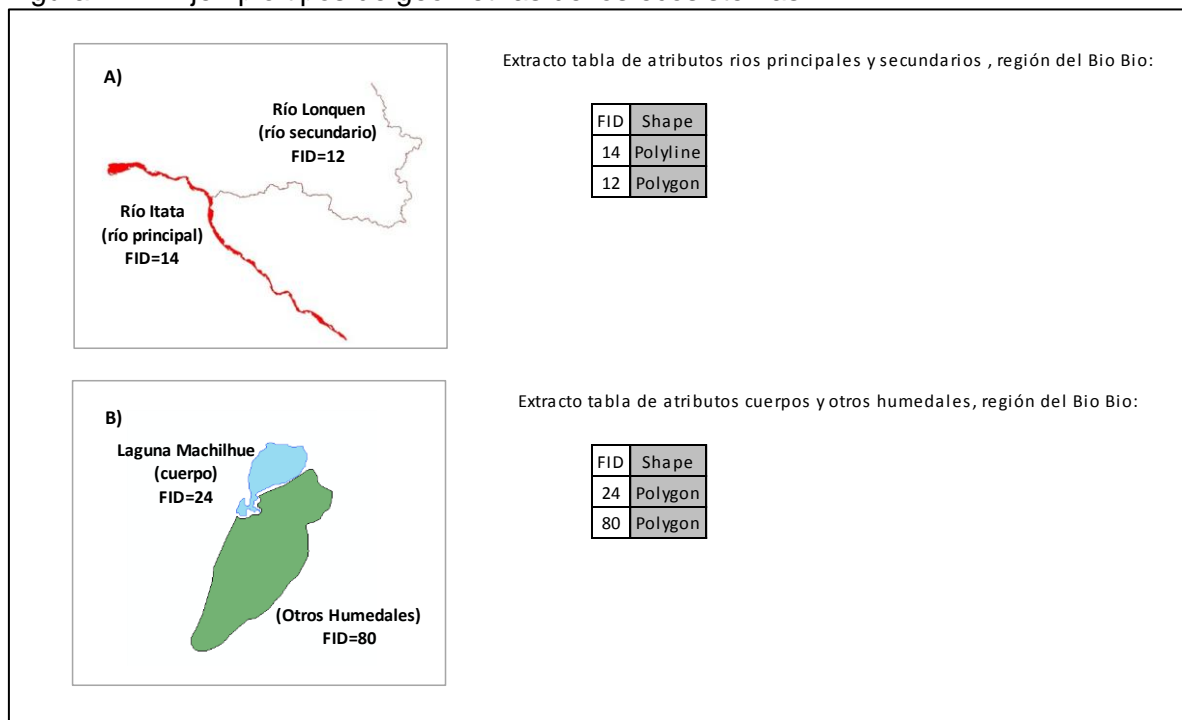 A)
Río Lonquen
(río secundario)
FID=12
Río Itata
(río principal)
FID=14
Extracto tabla de atributos rios principales y secundarios , región del Bio Bio:
FID Shape
14 Polyline
12 Polygon
B)
Laguna Machilhue
(cuerpo)
FID=24
(Otros Humedales)
FID=80
Extracto tabla de atributos cuerpos y otros humedales, región del Bio Bio:
FID Shape
24 Polygon
80 Polygon